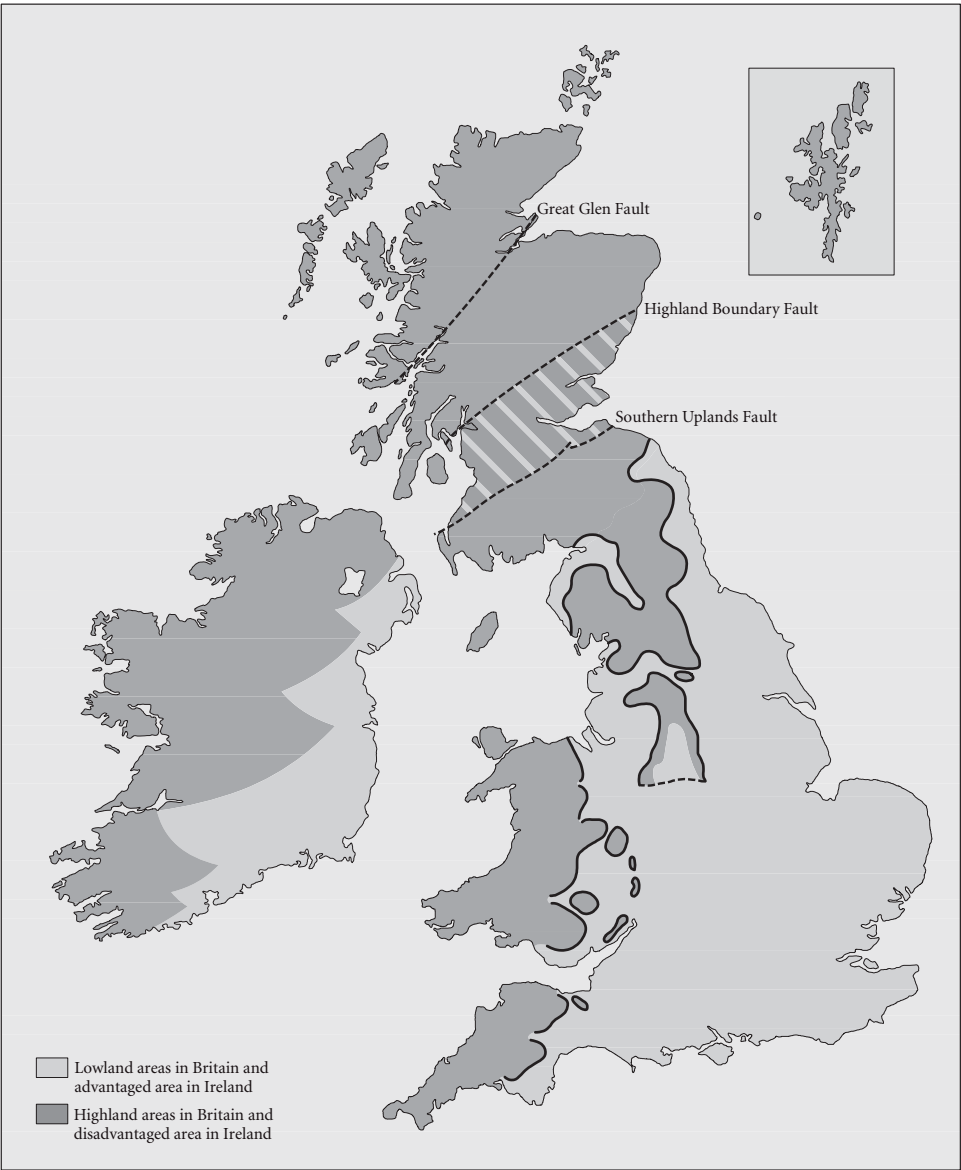 Great Glen Fault
Highland Boundary Fault
Southern Uplands Fault
Lowland areas in Britain and
advantaged area in Ireland
Highland areas in Britain and
disadvantaged area in Ireland